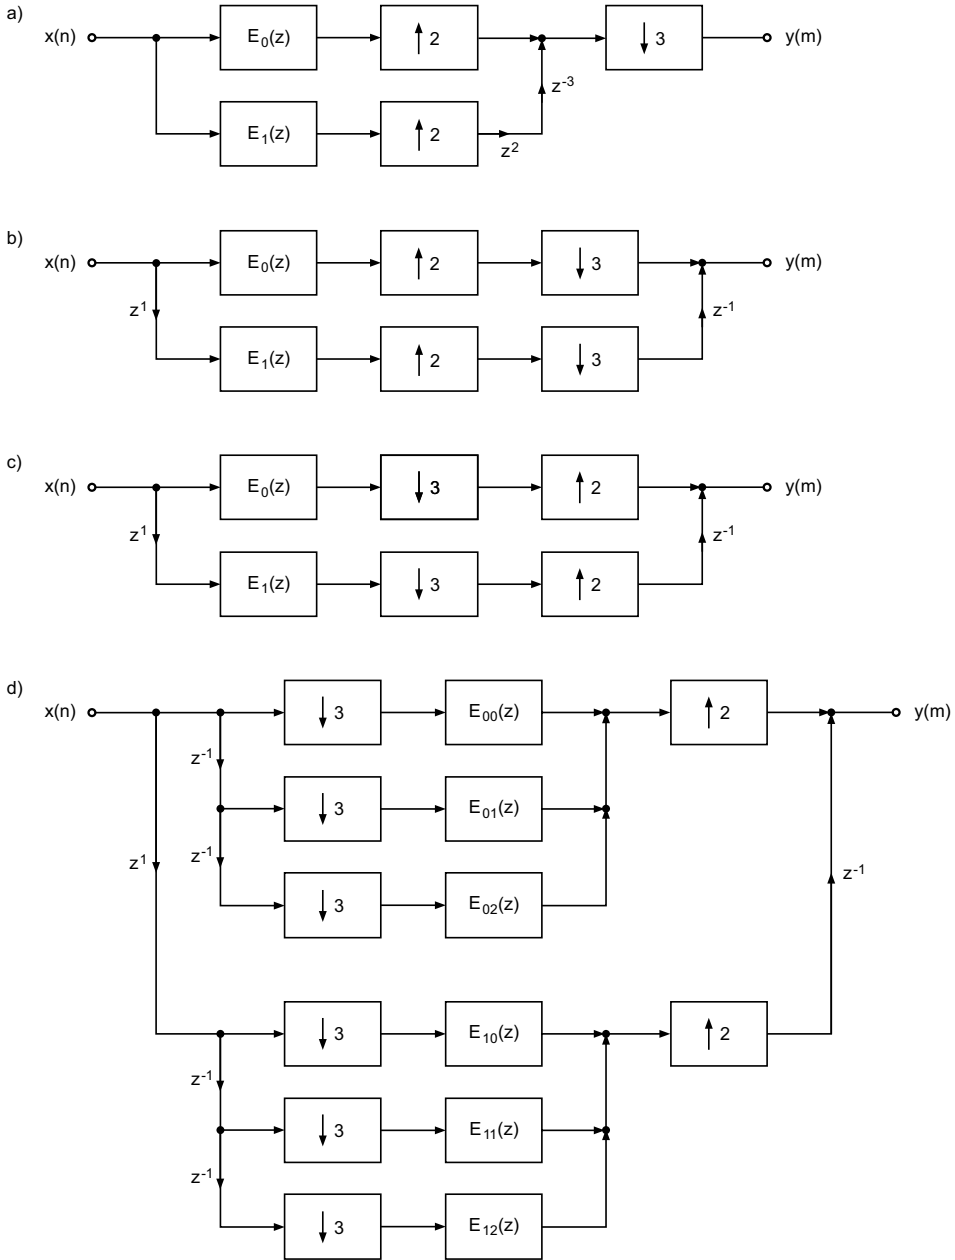 a)
x(n) E₀(z) ↑ 2 ↓ 3 y(m)
z⁻³
E₁(z) ↑ 2 z²
b)
x(n) E₀(z) ↑ 2 ↓ 3 y(m)
z¹ z⁻¹
E₁(z) ↑ 2 ↓ 3
c)
x(n) E₀(z) ↓ 3 ↑ 2 y(m)
z¹ z⁻¹
E₁(z) ↓ 3 ↑ 2
d)
x(n) ↓ 3 E₀₀(z) ↑ 2 y(m)
z⁻¹
↓ 3 E₀₁(z)
z¹ z⁻¹ z⁻¹
↓ 3 E₀₂(z)
↓ 3 E₁₀(z) ↑ 2
z⁻¹
↓ 3 E₁₁(z)
z⁻¹
↓ 3 E₁₂(z)